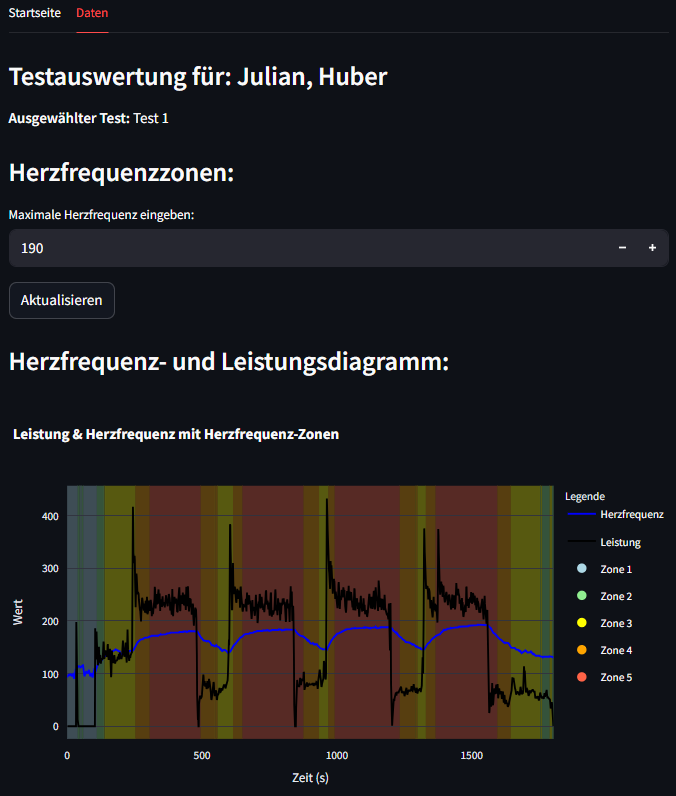 Startseite Daten
Testauswertung für: Julian, Huber
Ausgewählter Test: Test 1
Herzfrequenzzonen:
Maximale Herzfrequenz eingeben:
190 − +
Aktualisieren
Herzfrequenz- und Leistungsdiagramm:
Leistung & Herzfrequenz mit Herzfrequenz-Zonen
Legende
Herzfrequenz
Leistung
Zone 1
Zone 2
Zone 3
Zone 4
Zone 5
Wert
400
300
200
100
0
0 500 1000 1500
Zeit (s)